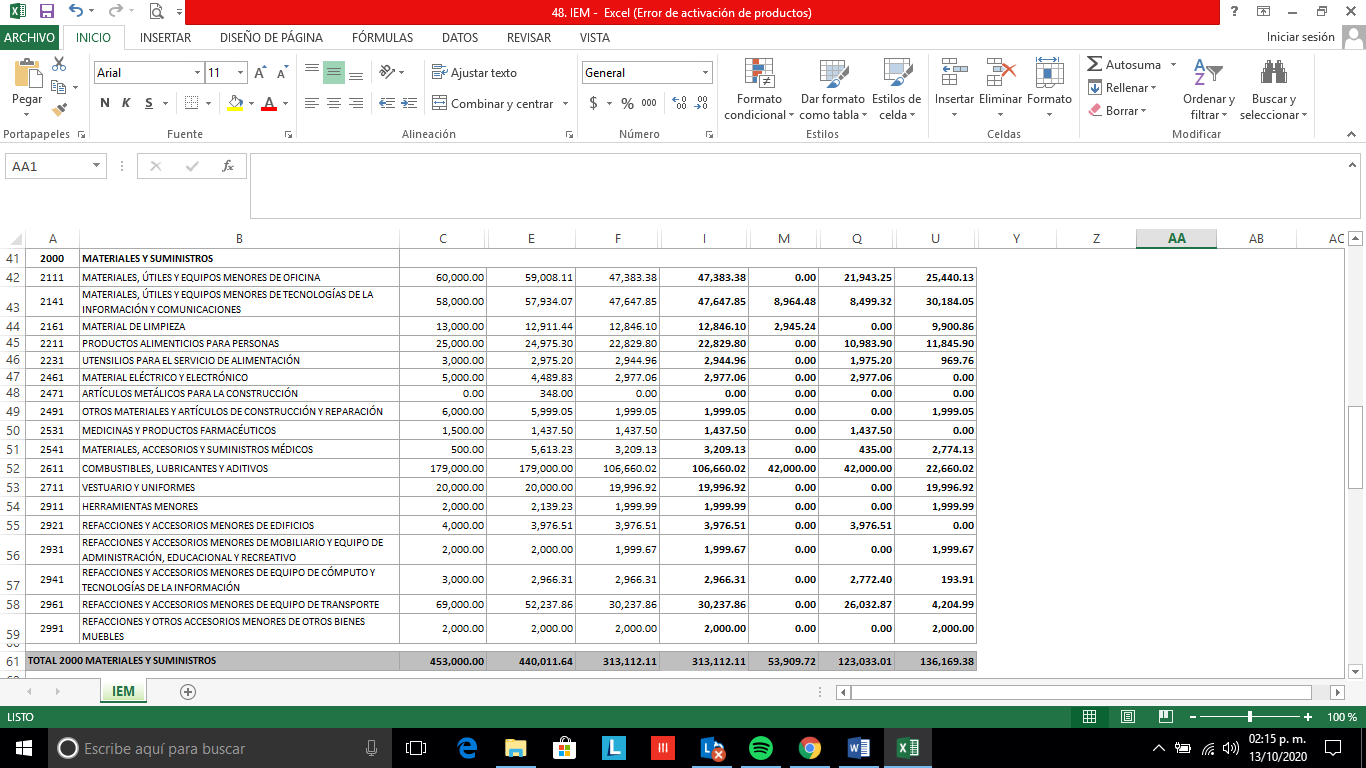 48. IEM - Excel (Error de activación de productos)
?
ARCHIVO INICIO INSERTAR DISEÑO DE PÁGINA FÓRMULAS DATOS REVISAR VISTA Iniciar sesión
Pegar
Portapapeles
Arial 11
N K S
Fuente
Ajustar texto
Combinar y centrar
Alineación
General
$ % 000
Número
Formato condicional
Dar formato como tabla
Estilos de celda
Estilos
Insertar Eliminar Formato
Celdas
Autosuma
Rellenar
Borrar
Ordenar y filtrar
Buscar y seleccionar
Modificar
AA1 fx
A B C E F I M Q U Y Z AA AB AC
41 2000 MATERIALES Y SUMINISTROS
42 2111 MATERIALES, ÚTILES Y EQUIPOS MENORES DE OFICINA 60,000.00 59,008.11 47,383.38 47,383.38 0.00 21,943.25 25,440.13
43 2141 MATERIALES, ÚTILES Y EQUIPOS MENORES DE TECNOLOGÍAS DE LA
INFORMACIÓN Y COMUNICACIONES 58,000.00 57,934.07 47,647.85 47,647.85 8,964.48 8,499.32 30,184.05
44 2161 MATERIAL DE LIMPIEZA 13,000.00 12,911.44 12,846.10 12,846.10 2,945.24 0.00 9,900.86
45 2211 PRODUCTOS ALIMENTICIOS PARA PERSONAS 25,000.00 24,975.30 22,829.80 22,829.80 0.00 10,983.90 11,845.90
46 2231 UTENSILIOS PARA EL SERVICIO DE ALIMENTACIÓN 3,000.00 2,975.20 2,944.96 2,944.96 0.00 1,975.20 969.76
47 2461 MATERIAL ELÉCTRICO Y ELECTRÓNICO 5,000.00 4,489.83 2,977.06 2,977.06 0.00 2,977.06 0.00
48 2471 ARTÍCULOS METÁLICOS PARA LA CONSTRUCCIÓN 0.00 348.00 0.00 0.00 0.00 0.00 0.00
49 2491 OTROS MATERIALES Y ARTÍCULOS DE CONSTRUCCIÓN Y REPARACIÓN 6,000.00 5,999.05 1,999.05 1,999.05 0.00 0.00 1,999.05
50 2531 MEDICINAS Y PRODUCTOS FARMACÉUTICOS 1,500.00 1,437.50 1,437.50 1,437.50 0.00 1,437.50 0.00
51 2541 MATERIALES, ACCESORIOS Y SUMINISTROS MÉDICOS 500.00 5,613.23 3,209.13 3,209.13 0.00 435.00 2,774.13
52 2611 COMBUSTIBLES, LUBRICANTES Y ADITIVOS 179,000.00 179,000.00 106,660.02 106,660.02 42,000.00 42,000.00 22,660.02
53 2711 VESTUARIO Y UNIFORMES 20,000.00 20,000.00 19,996.92 19,996.92 0.00 0.00 19,996.92
54 2911 HERRAMIENTAS MENORES 2,000.00 2,139.23 1,999.99 1,999.99 0.00 0.00 1,999.99
55 2921 REFACCIONES Y ACCESORIOS MENORES DE EDIFICIOS 4,000.00 3,976.51 3,976.51 3,976.51 0.00 3,976.51 0.00
56 2931 REFACCIONES Y ACCESORIOS MENORES DE MOBILIARIO Y EQUIPO DE
ADMINISTRACIÓN, EDUCACIONAL Y RECREATIVO 2,000.00 2,000.00 1,999.67 1,999.67 0.00 0.00 1,999.67
57 2941 REFACCIONES Y ACCESORIOS MENORES DE EQUIPO DE CÓMPUTO Y
TECNOLOGÍAS DE LA INFORMACIÓN 3,000.00 2,966.31 2,966.31 2,966.31 0.00 2,772.40 193.91
58 2961 REFACCIONES Y ACCESORIOS MENORES DE EQUIPO DE TRANSPORTE 69,000.00 52,237.86 30,237.86 30,237.86 0.00 26,032.87 4,204.99
59 2991 REFACCIONES Y OTROS ACCESORIOS MENORES DE OTROS BIENES
MUEBLES 2,000.00 2,000.00 2,000.00 2,000.00 0.00 0.00 2,000.00
61 TOTAL 2000 MATERIALES Y SUMINISTROS 453,000.00 440,011.64 313,112.11 313,112.11 53,909.72 123,033.01 136,169.38
IEM
LISTO 100 %
Escribe aquí para buscar
02:15 p. m.
13/10/2020